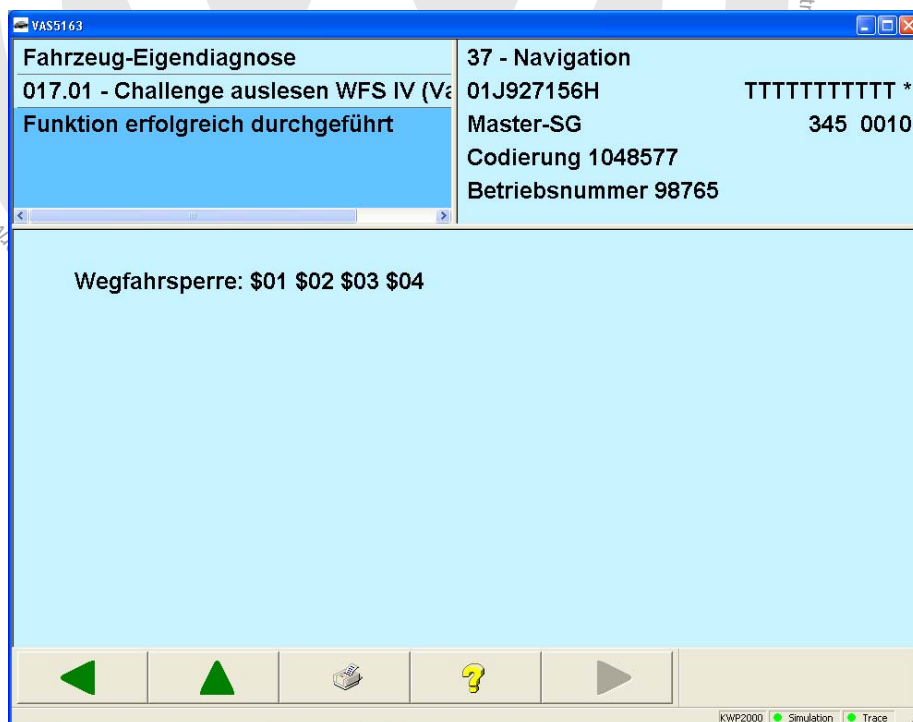 VAS5163
Fahrzeug-Eigendiagnose
017.01 - Challenge auslesen WFS IV
Funktion erfolgreich durchgeführt
37 - Navigation
01J927156H TTTTTTTTTTT *
Master-SG 345 0010
Codierung 1048577
Betriebsnummer 98765
Wegfahrsperre: $01 $02 $03 $04
KWP2000 Simulation Trace